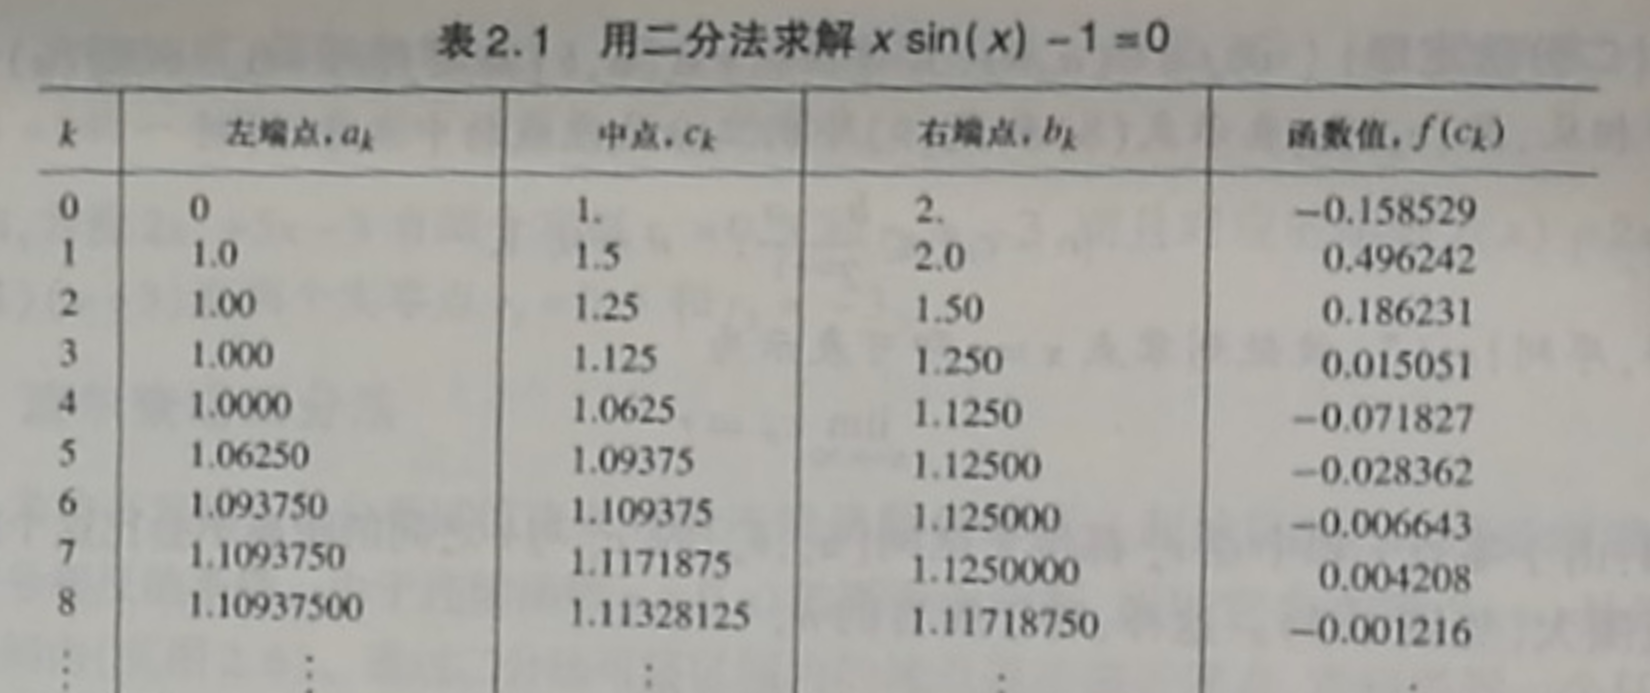 表2.1 用二分法求解 x sin(x) －1=0
k 左端点, aₖ 中点, cₖ 右端点, bₖ 函数值, f(cₖ)
0 0 1. 2. −0.158529
1 1.0 1.5 2.0 0.496242
2 1.00 1.25 1.50 0.186231
3 1.000 1.125 1.250 0.015051
4 1.0000 1.0625 1.1250 −0.071827
5 1.06250 1.09375 1.12500 −0.028362
6 1.093750 1.109375 1.125000 −0.006643
7 1.1093750 1.1171875 1.1250000 0.004208
8 1.10937500 1.11328125 1.11718750 −0.001216
⋮ ⋮ ⋮ ⋮ ⋮